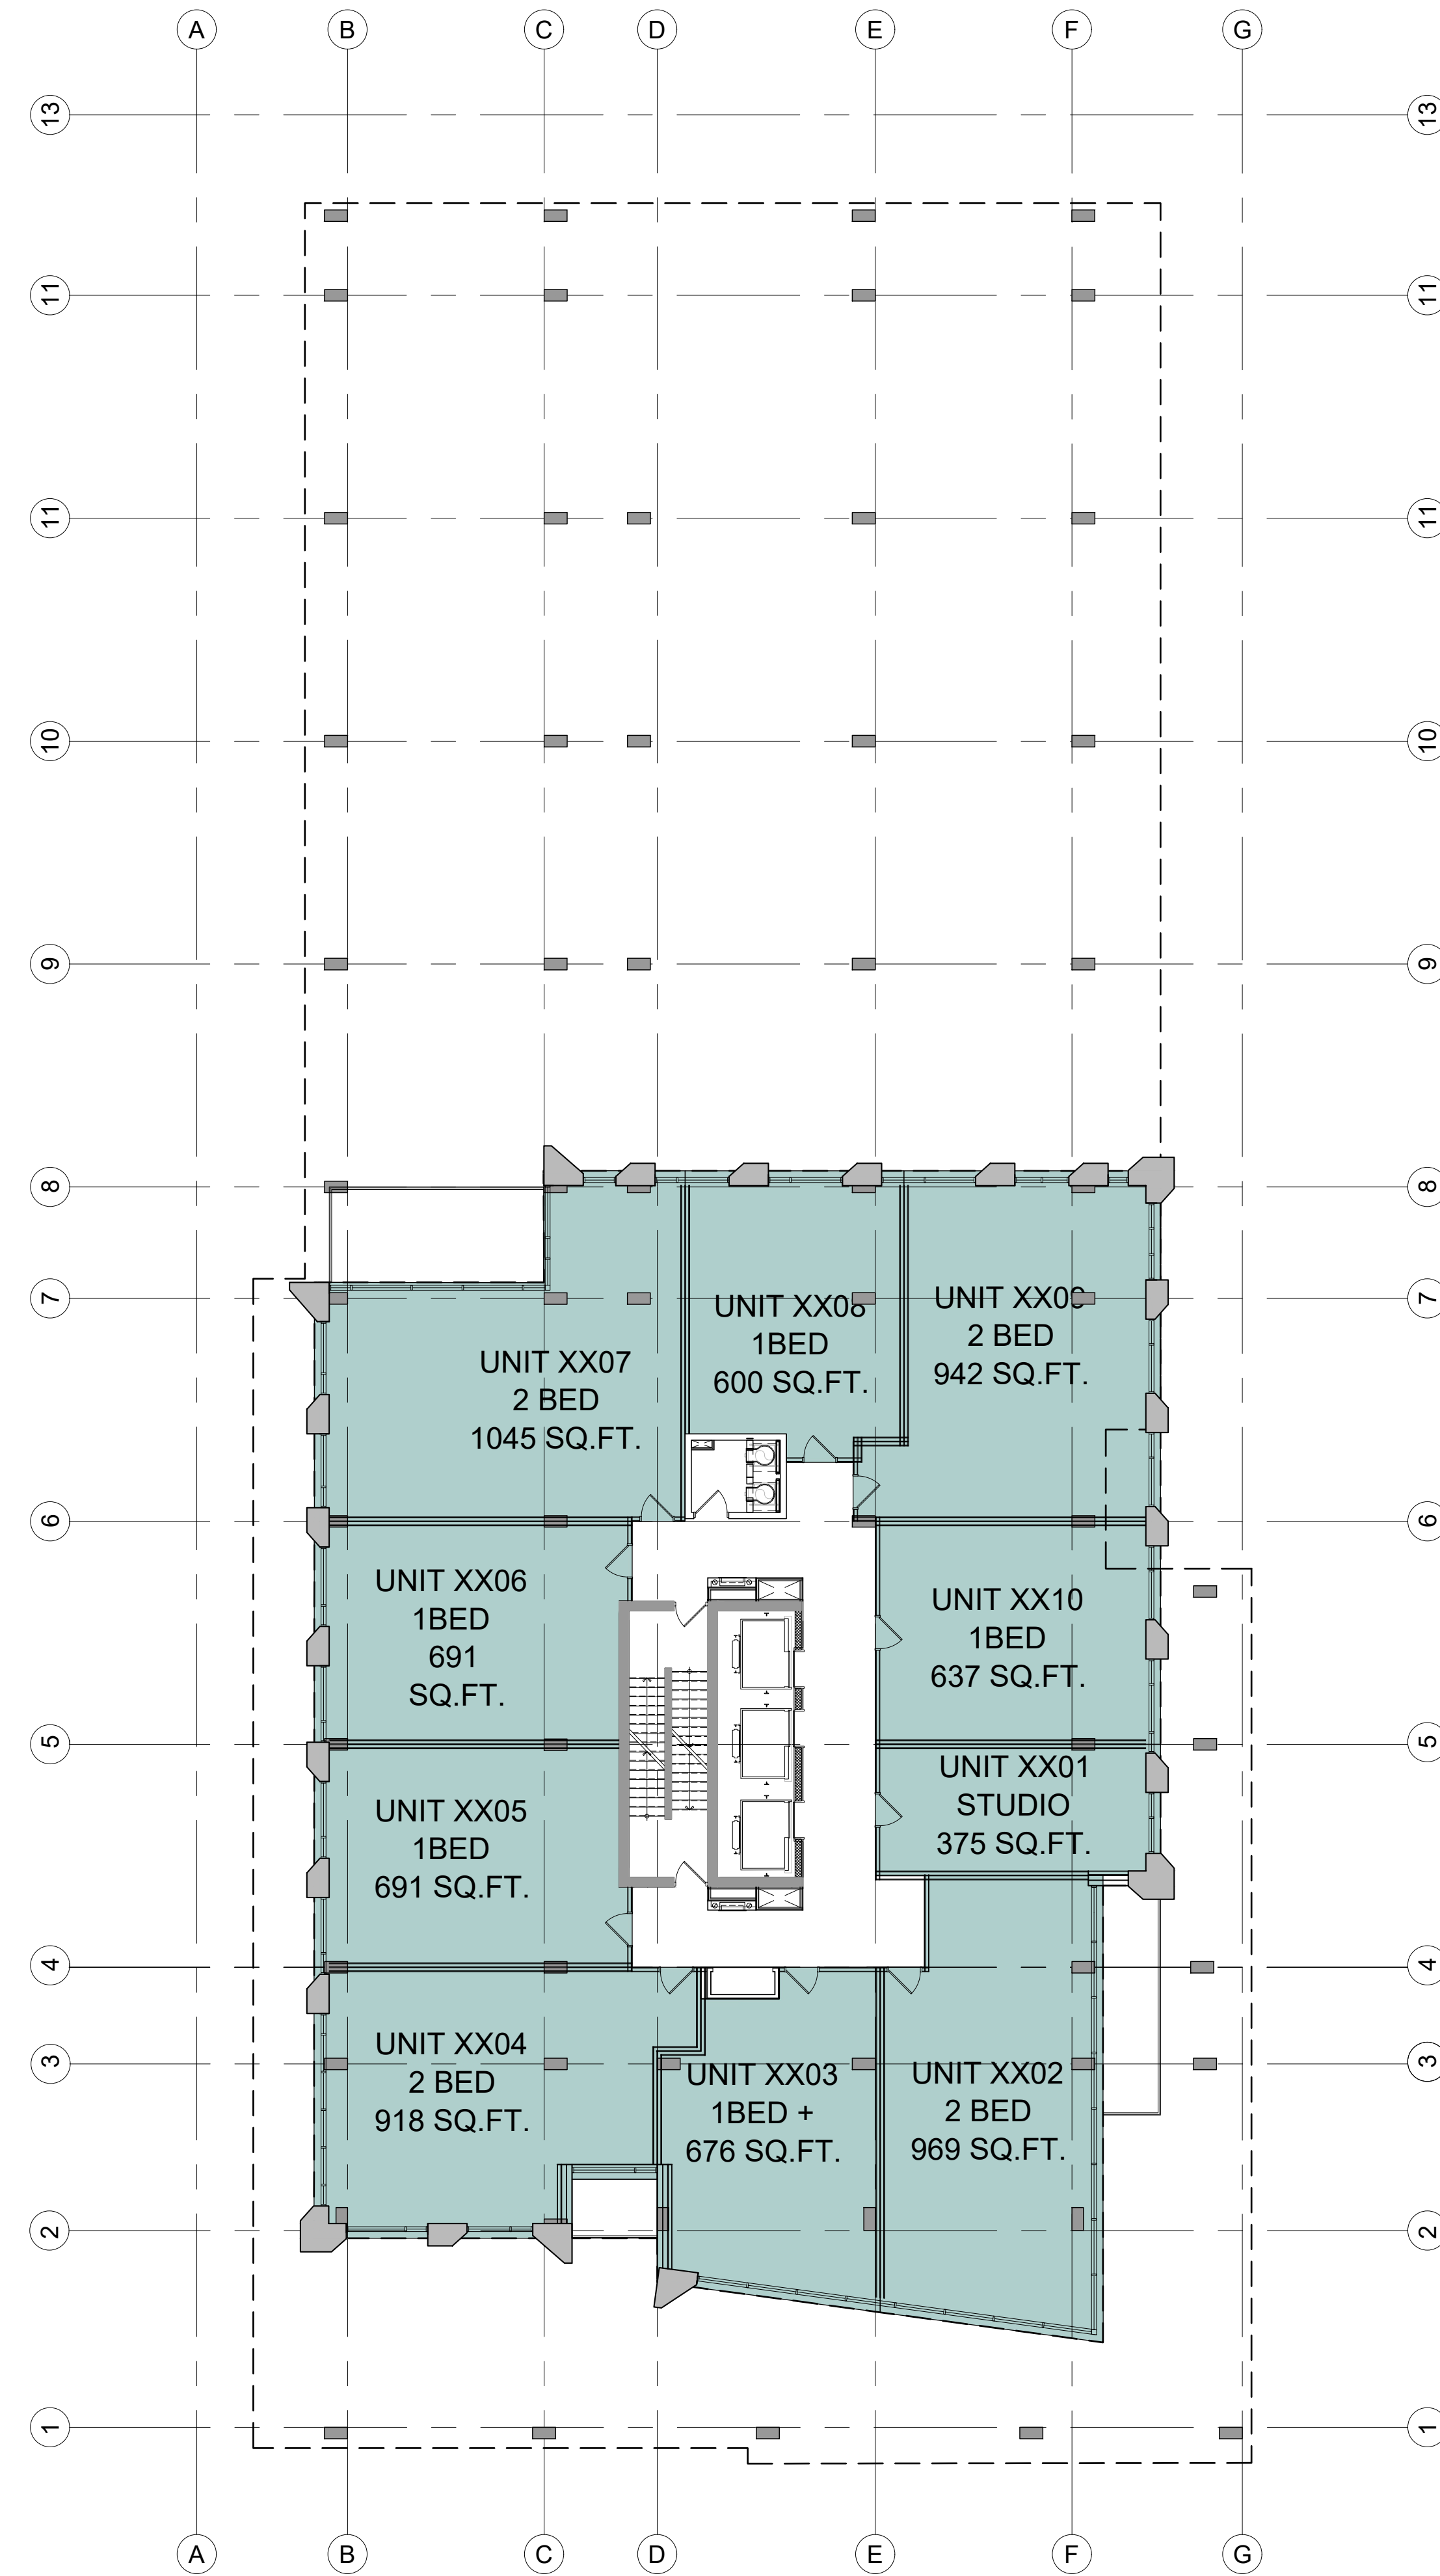 A
B
C
D
E
F
G
13
13
11
11
11
11
10
10
9
9
8
8
7
7
UNIT XX08
1BED
600 SQ.FT.
UNIT XX09
2 BED
942 SQ.FT.
UNIT XX07
2 BED
1045 SQ.FT.
6
6
UNIT XX06
1BED
691
SQ.FT.
UNIT XX10
1BED
637 SQ.FT.
5
5
UNIT XX01
STUDIO
375 SQ.FT.
UNIT XX05
1BED
691 SQ.FT.
4
4
UNIT XX04
2 BED
918 SQ.FT.
3
3
UNIT XX03
1BED +
676 SQ.FT.
UNIT XX02
2 BED
969 SQ.FT.
2
2
1
1
A
B
C
D
E
F
G